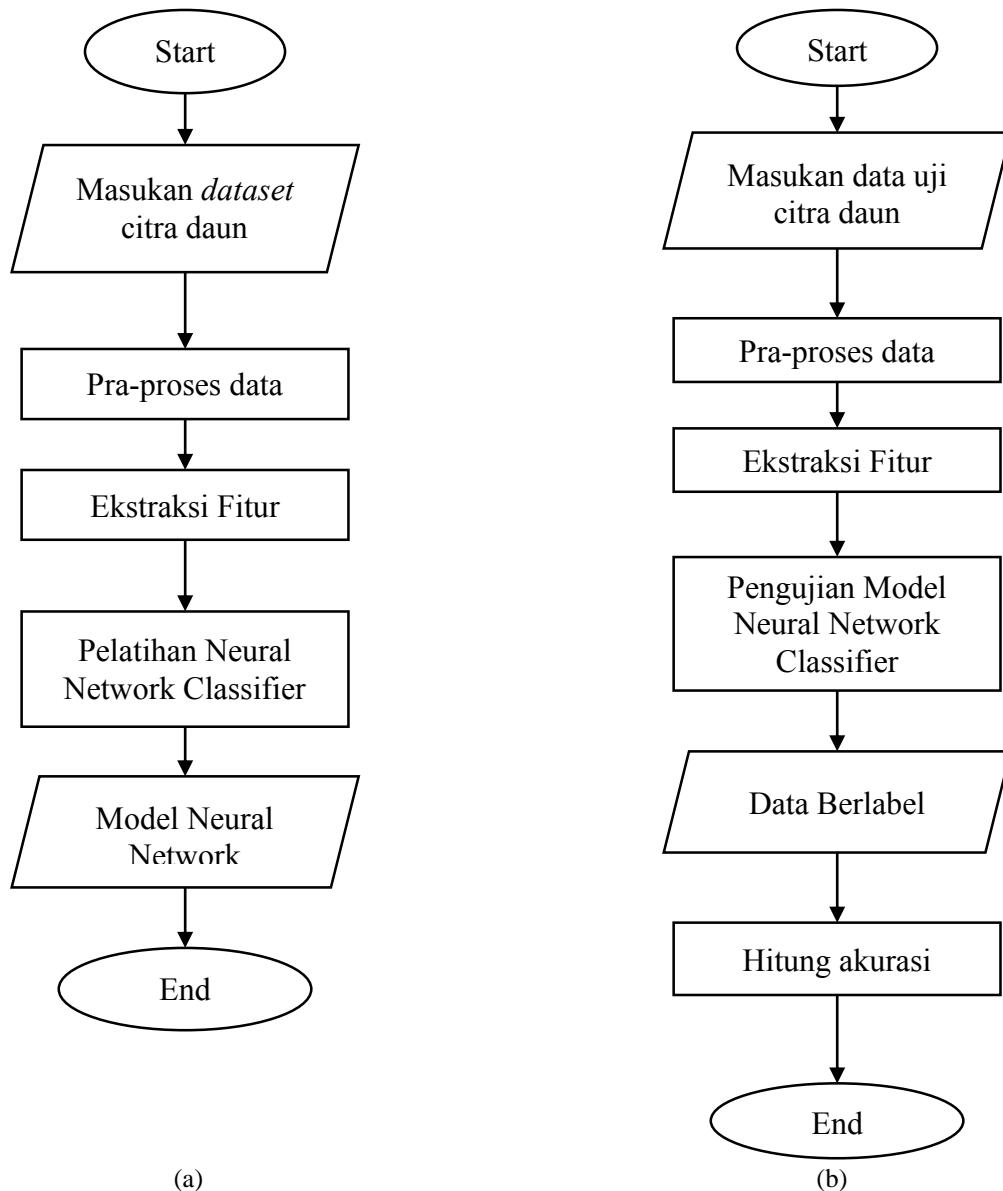 Start
Masukan dataset
citra daun
Pra-proses data
Ekstraksi Fitur
Pelatihan Neural
Network Classifier
Model Neural
Network
End
(a)
Start
Masukan data uji
citra daun
Pra-proses data
Ekstraksi Fitur
Pengujian Model
Neural Network
Classifier
Data Berlabel
Hitung akurasi
End
(b)